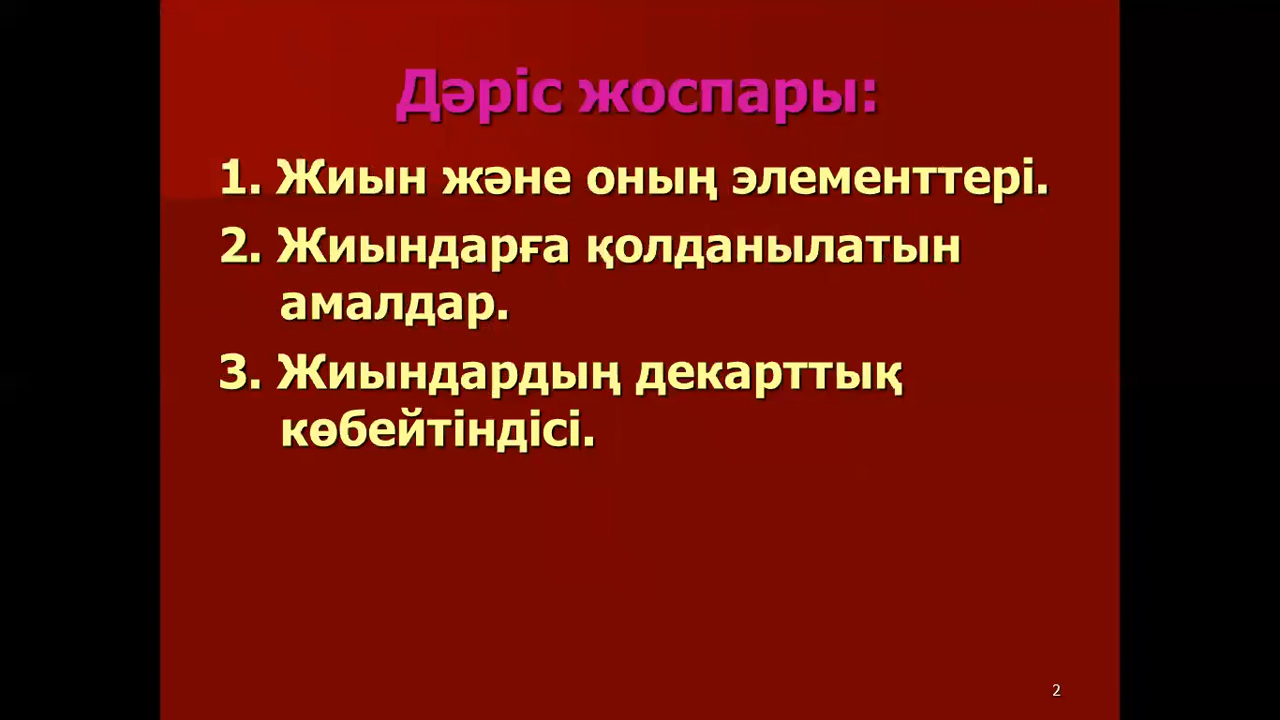 Дәріс жоспары:
1. Жиын және оның элементтері.
2. Жиындарға қолданылатын
амалдар.
3. Жиындардың декарттық
көбейтіндісі.
2